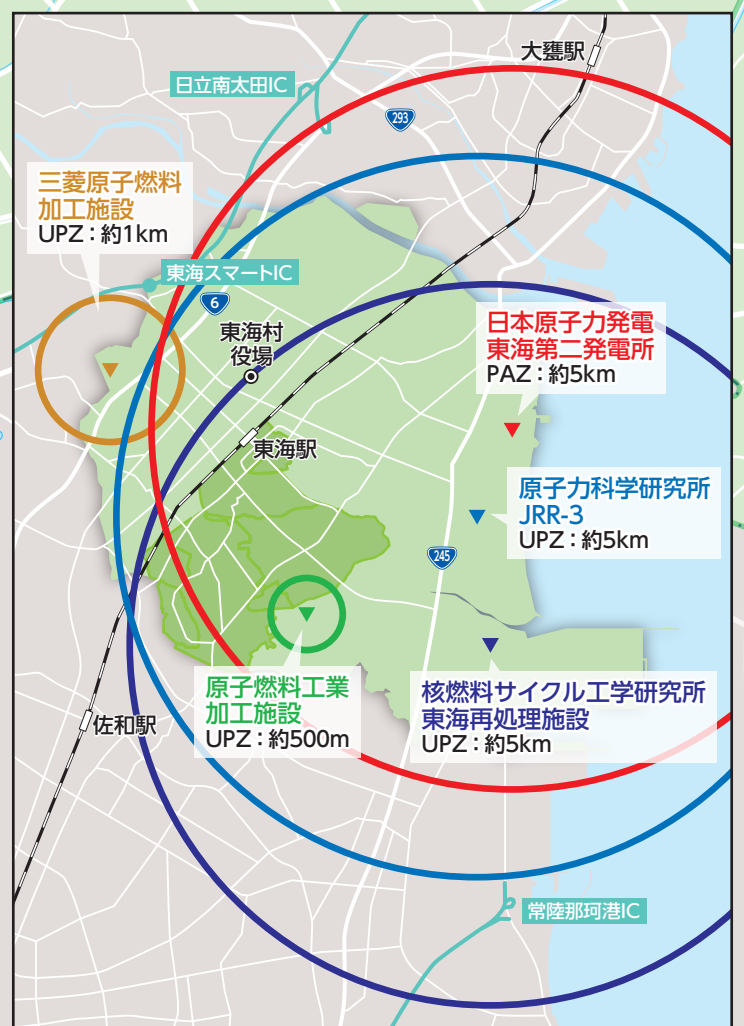 大甕駅
日立南太田IC
293
三菱原子燃料
加工施設
UPZ：約1km
東海スマートIC
6
東海村
役場
日本原子力発電
東海第二発電所
PAZ：約5km
東海駅
原子力科学研究所
JRR-3
UPZ：約5km
245
原子燃料工業
加工施設
UPZ：約500m
核燃料サイクル工学研究所
東海再処理施設
UPZ：約5km
佐和駅
常陸那珂港IC